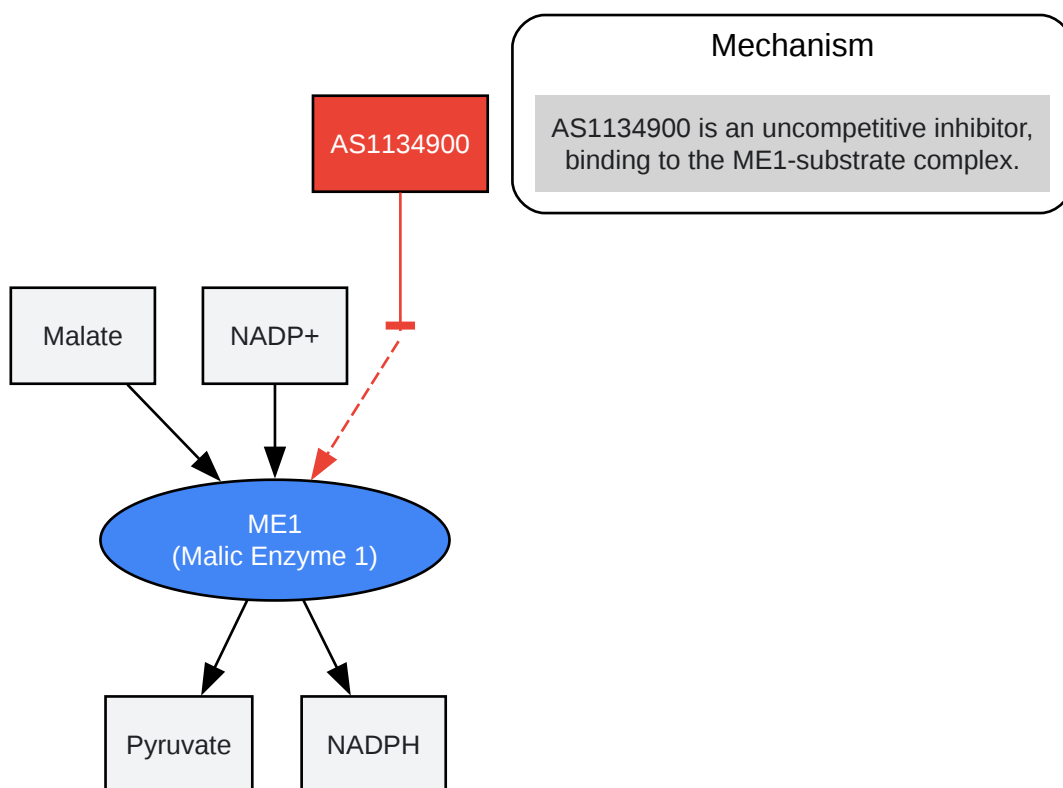 Mechanism
AS1134900 is an uncompetitive inhibitor,
binding to the ME1-substrate complex.
AS1134900
Malate
NADP+
ME1
(Malic Enzyme 1)
Pyruvate
NADPH